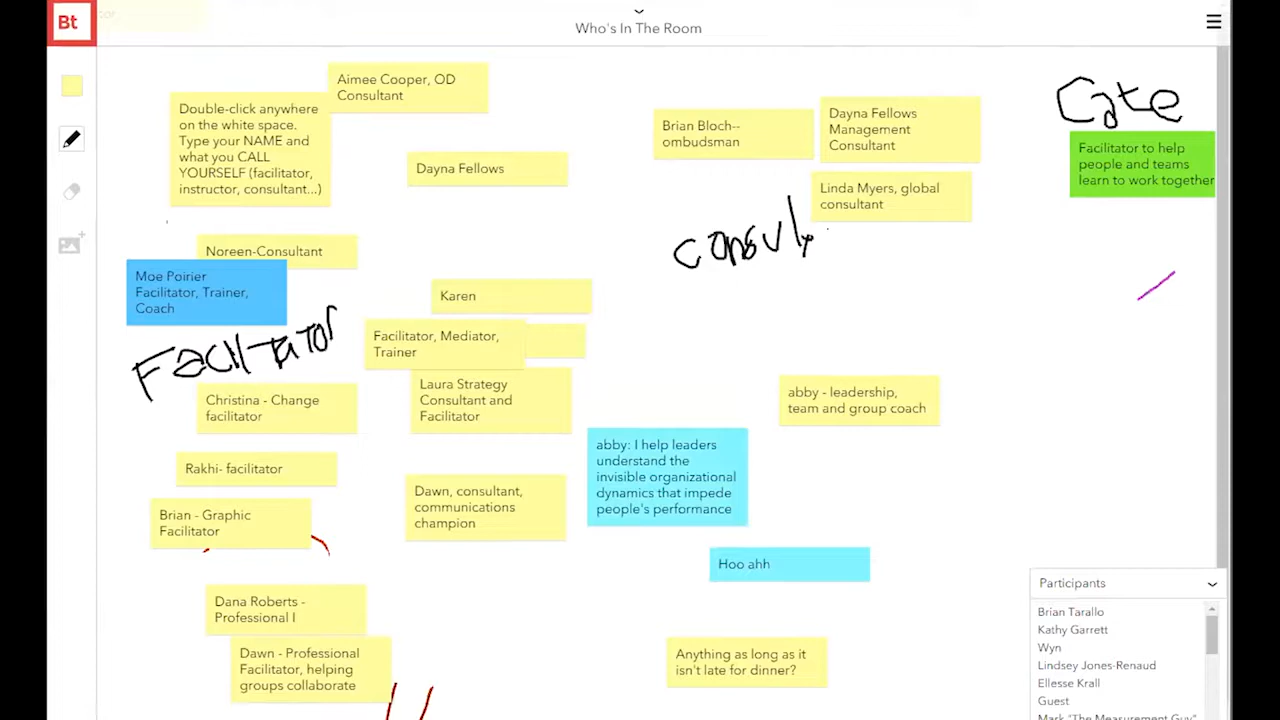 Bt
Who's In The Room
Aimee Cooper, OD
Consultant
Double-click anywhere
on the white space.
Type your NAME and
what you CALL
YOURSELF (facilitator,
instructor, consultant...)
Dayna Fellows
Brian Bloch--
ombudsman
Dayna Fellows
Management
Consultant
Cate
Facilitator to help
people and teams
learn to work together
Linda Myers, global
consultant
Noreen-Consultant
Moe Poirier
Facilitator, Trainer,
Coach
Karen
Facilitator, Mediator,
Trainer
Facilitator
Christina - Change
facilitator
Laura Strategy
Consultant and
Facilitator
abby - leadership,
team and group coach
abby: I help leaders
understand the
invisible organizational
dynamics that impede
people's performance
Rakhi- facilitator
Brian - Graphic
Facilitator
Dawn, consultant,
communications
champion
Hoo ahh
Dana Roberts -
Professional I
Dawn - Professional
Facilitator, helping
groups collaborate
Anything as long as it
isn't late for dinner?
Participants
Brian Tarallo
Kathy Garrett
Wyn
Lindsey Jones-Renaud
Ellesse Krall
Guest
Mark "The Measurement Guy"